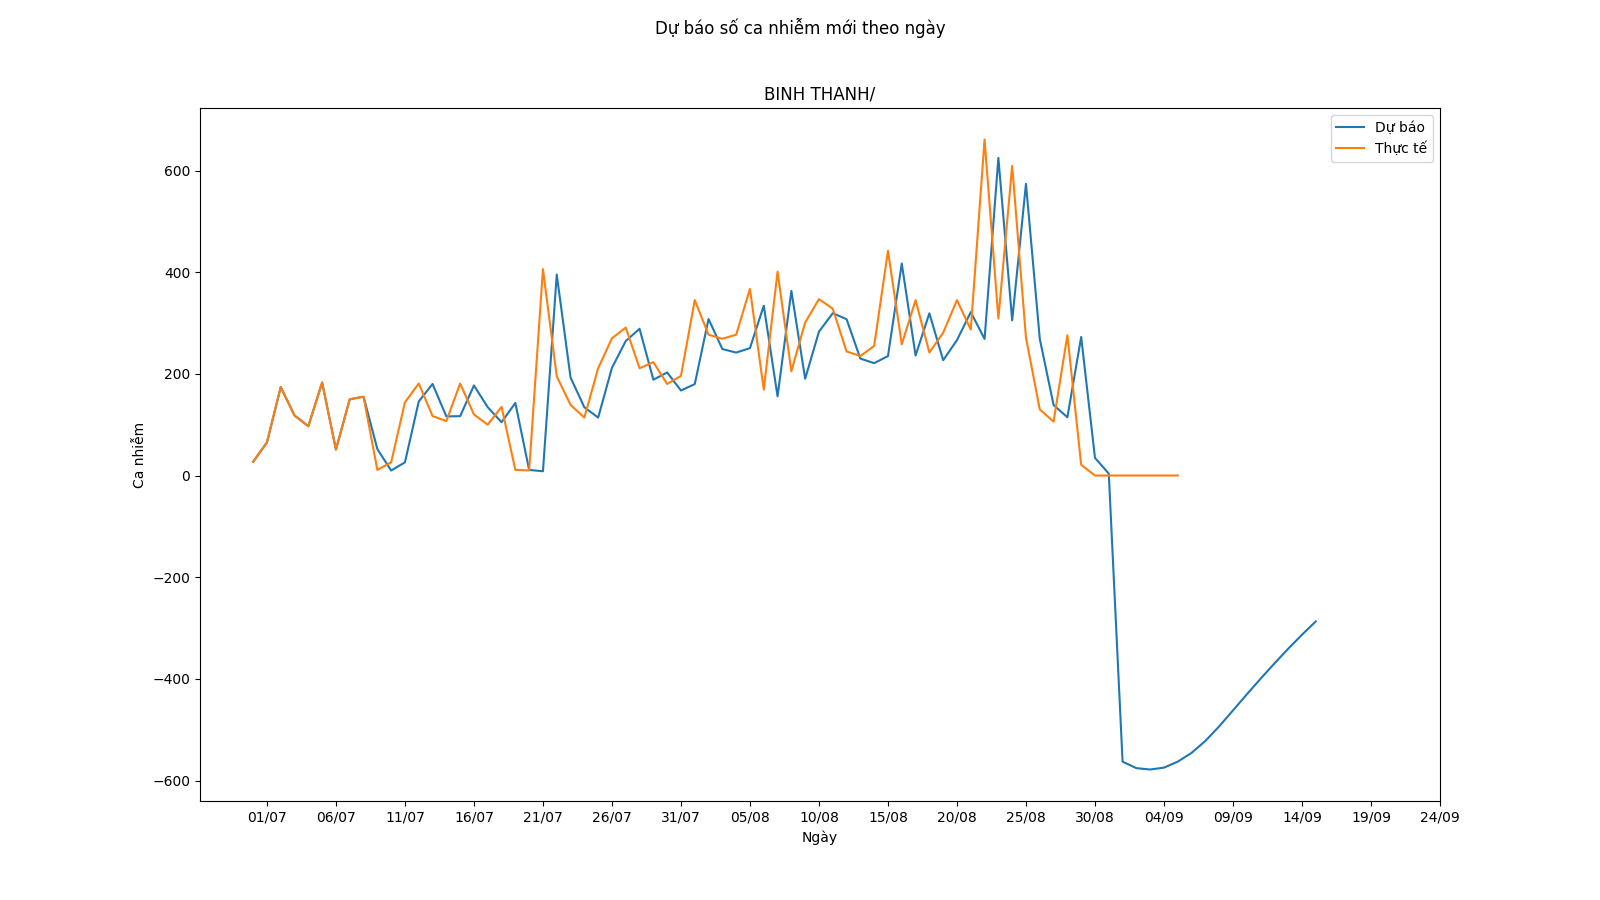 Dự báo số ca nhiễm mới theo ngày
BINH THANH/
Dự báo
Thực tế
600
400
200
0
−200
−400
−600
Ca nhiễm
01/07 06/07 11/07 16/07 21/07 26/07 31/07 05/08 10/08 15/08 20/08 25/08 30/08 04/09 09/09 14/09 19/09 24/09
Ngày